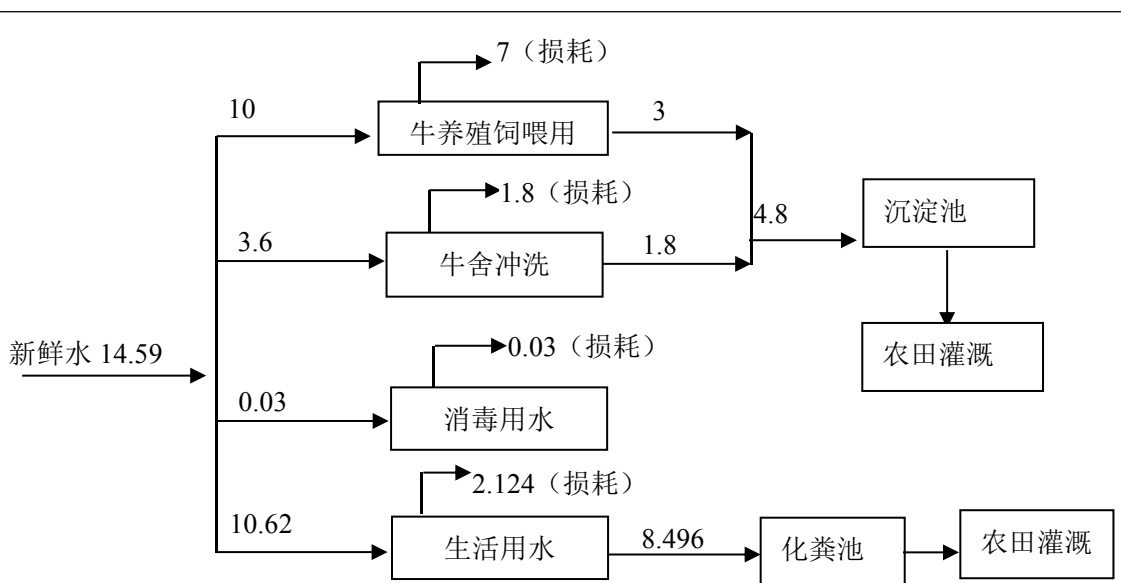 7（损耗）
10
牛养殖饲喂用
3
1.8（损耗）
3.6
牛舍冲洗
1.8
4.8
沉淀池
新鲜水 14.59
0.03（损耗）
农田灌溉
0.03
消毒用水
2.124（损耗）
10.62
生活用水
8.496
化粪池
农田灌溉